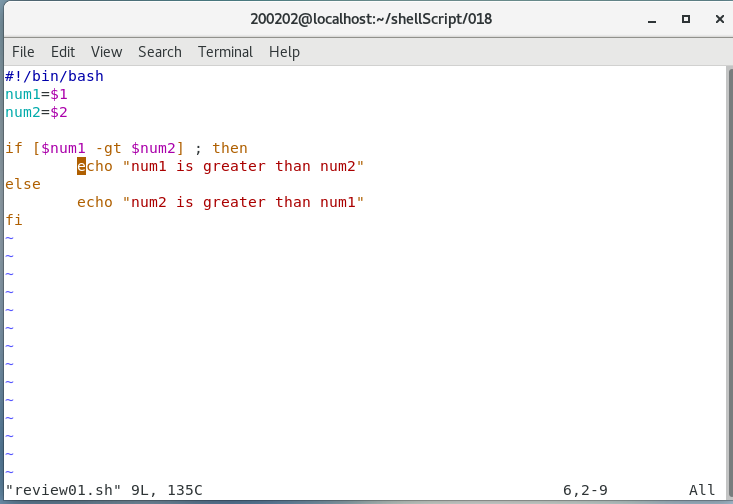 200202@localhost:~/shellScript/018
File Edit View Search Terminal Help
#!/bin/bash
num1=$1
num2=$2

if [$num1 -gt $num2] ; then
        echo "num1 is greater than num2"
else
        echo "num2 is greater than num1"
fi
~
~
~
~
~
~
~
~
~
~
~
~
~
~
"review01.sh" 9L, 135C 6,2-9 All